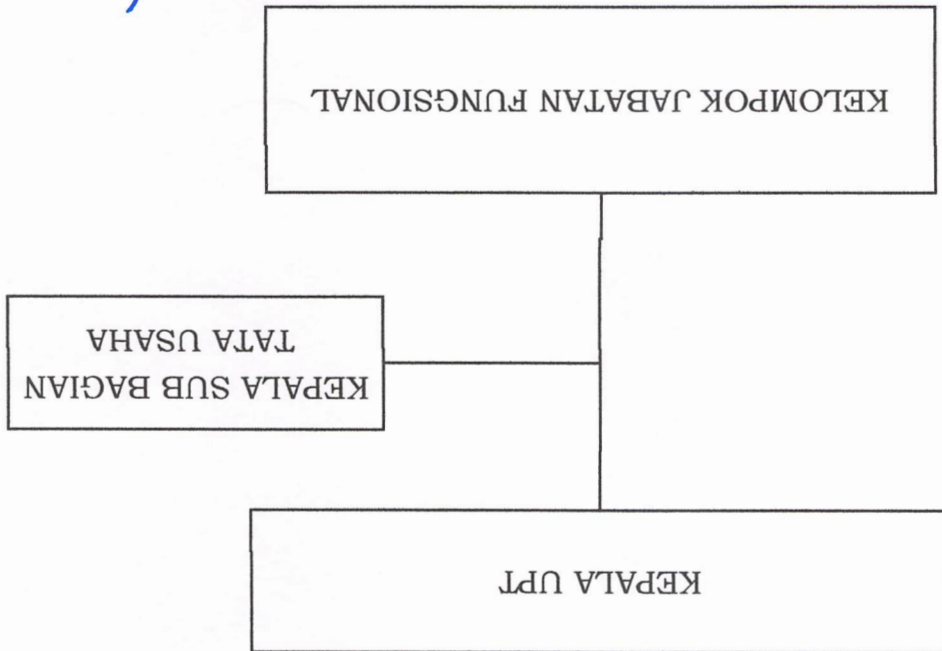 KEPALA UPT
KEPALA SUB BAGIAN
TATA USAHA
KELOMPOK JABATAN FUNGSIONAL